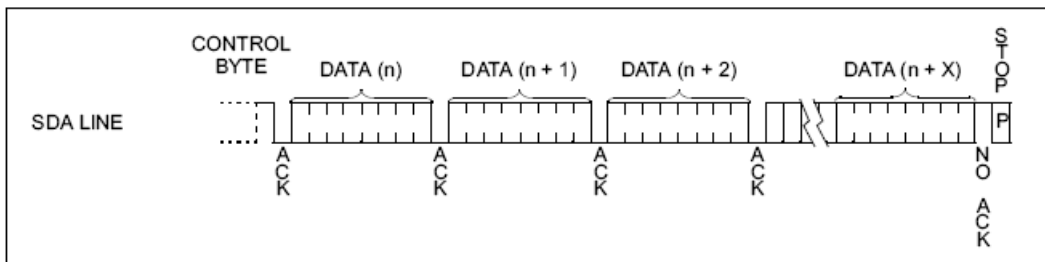 CONTROL
BYTE
DATA (n)
DATA (n + 1)
DATA (n + 2)
DATA (n + X)
STOP
SDA LINE
P
ACK
ACK
ACK
ACK
NO ACK